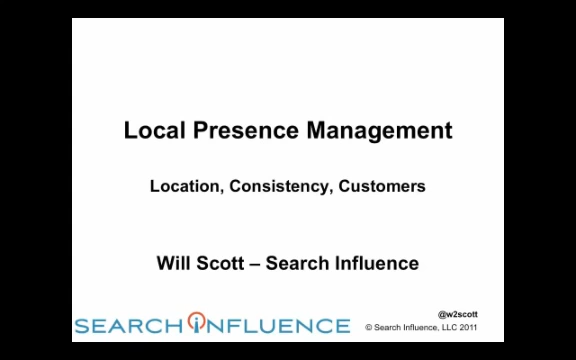 Local Presence Management
Location, Consistency, Customers
Will Scott – Search Influence
@w2scott
SEARCH INFLUENCE
© Search Influence, LLC 2011